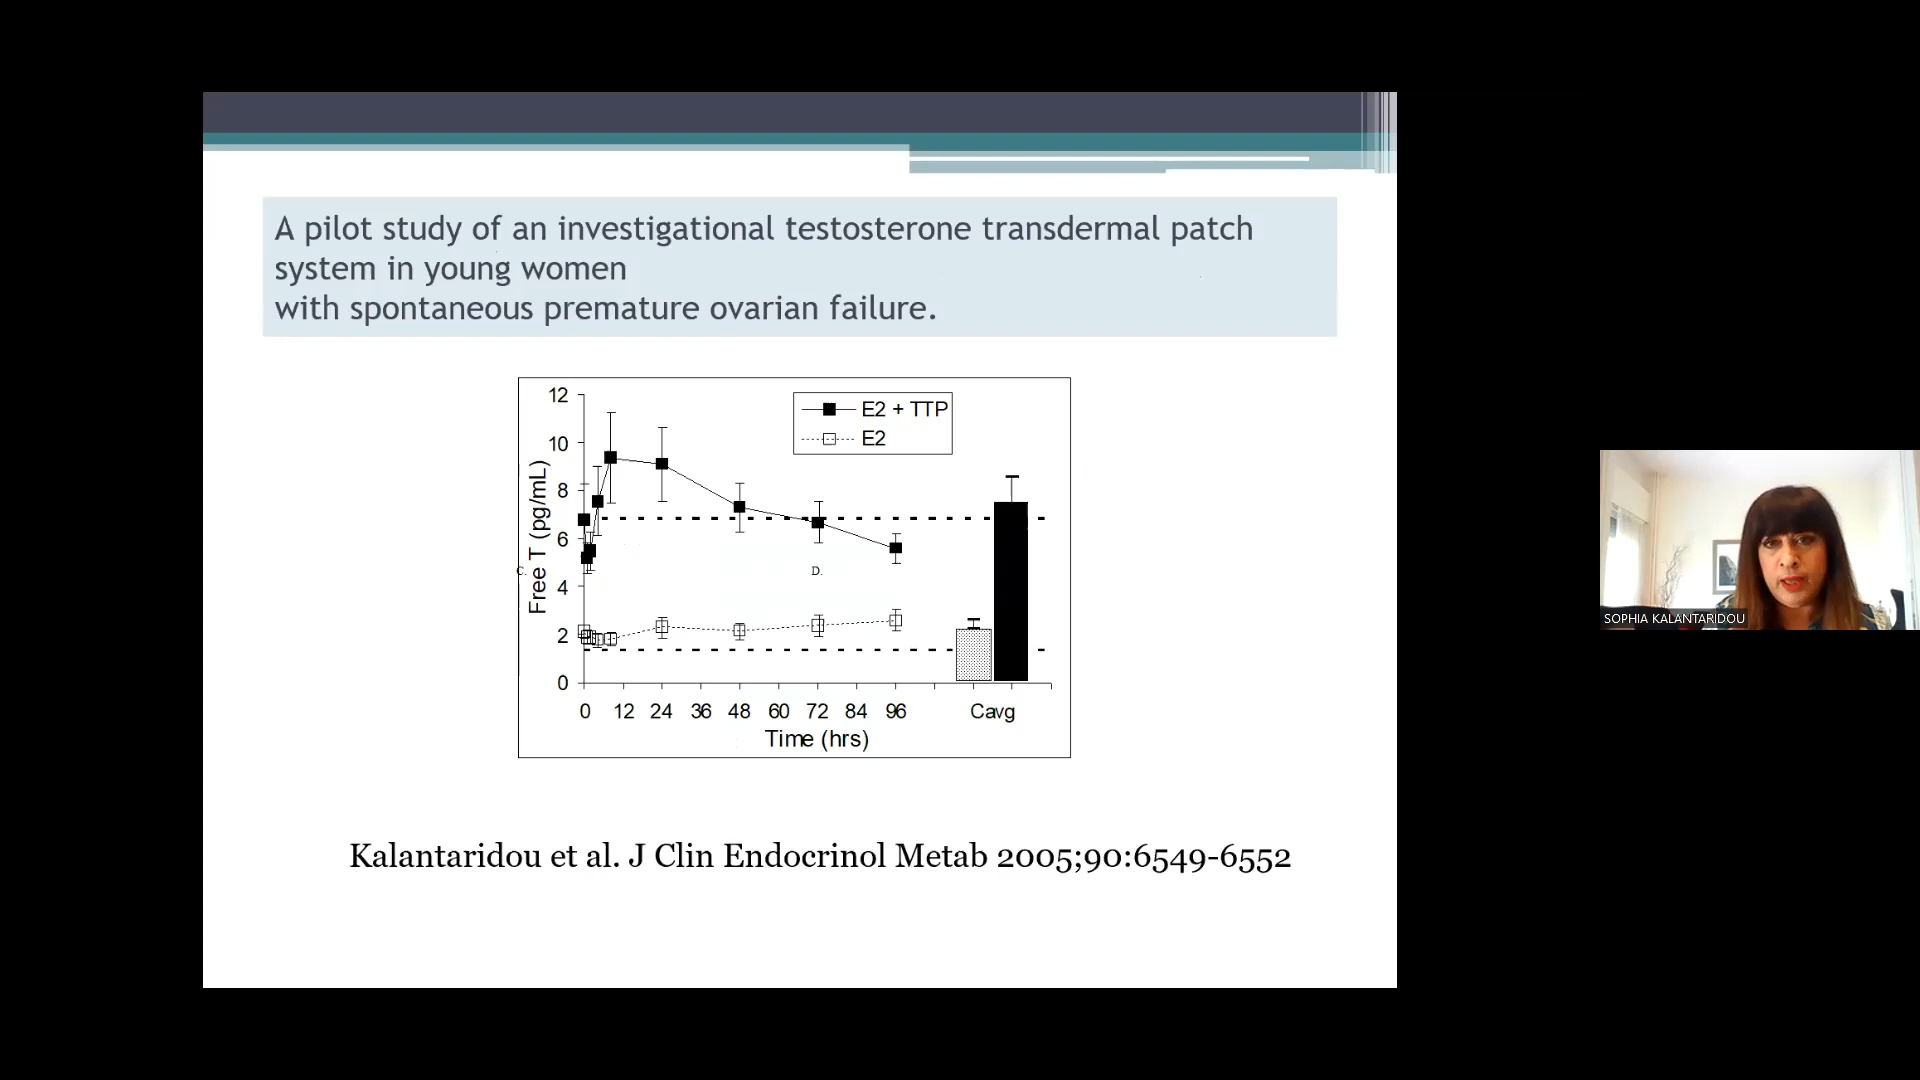 A pilot study of an investigational testosterone transdermal patch
system in young women
with spontaneous premature ovarian failure.
12
10
8
6
4
2
0
Free T (pg/mL)
C.
E2 + TTP
E2
D.
0 12 24 36 48 60 72 84 96 Cavg
Time (hrs)
Kalantaridou et al. J Clin Endocrinol Metab 2005;90:6549-6552
SOPHIA KALANTARIDOU